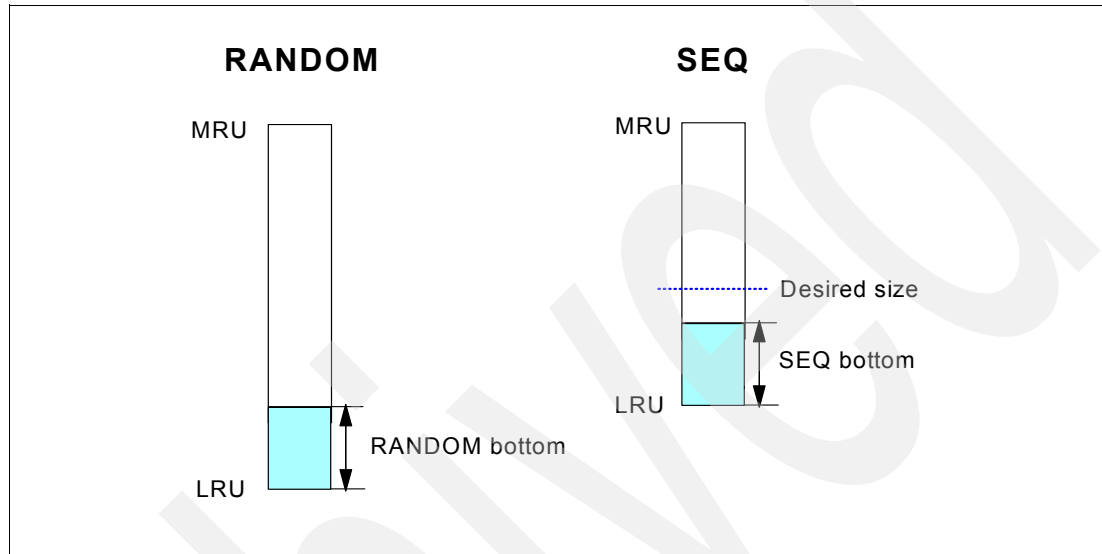 RANDOM
SEQ
MRU
MRU
Desired size
SEQ bottom
LRU
RANDOM bottom
LRU